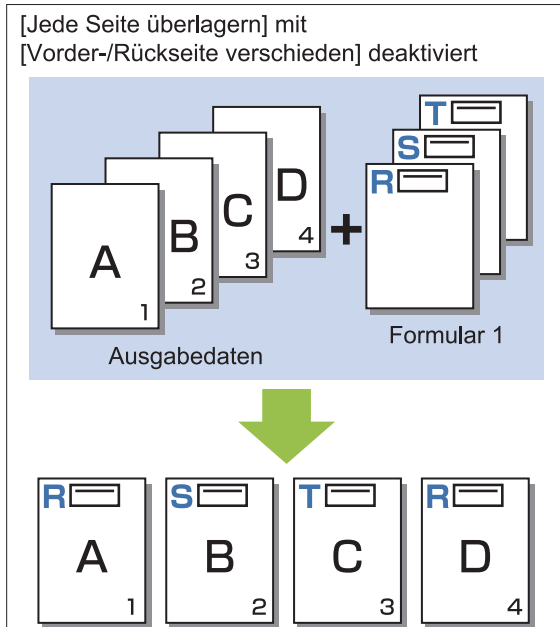 [Jede Seite überlagern] mit
[Vorder-/Rückseite verschieden] deaktiviert
A
1
B
2
C
3
D
4
+
R
S
T
Ausgabedaten
Formular 1
R
A
1
S
B
2
T
C
3
R
D
4